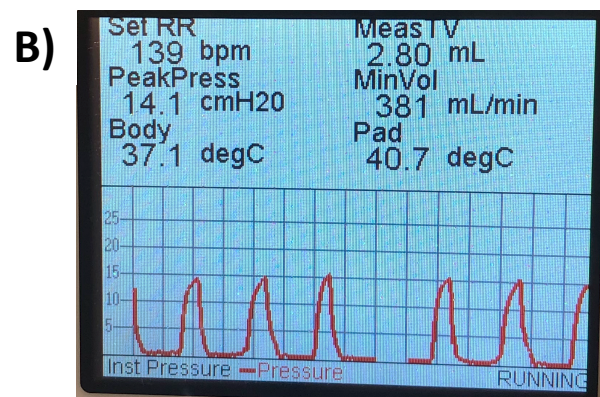 B)
Set RR MeasTV
139 bpm 2.80 mL
PeakPress MinVol
14.1 cmH20 381 mL/min
Body Pad
37.1 degC 40.7 degC
25
20
15
10
5
Inst Pressure Pressure RUNNING